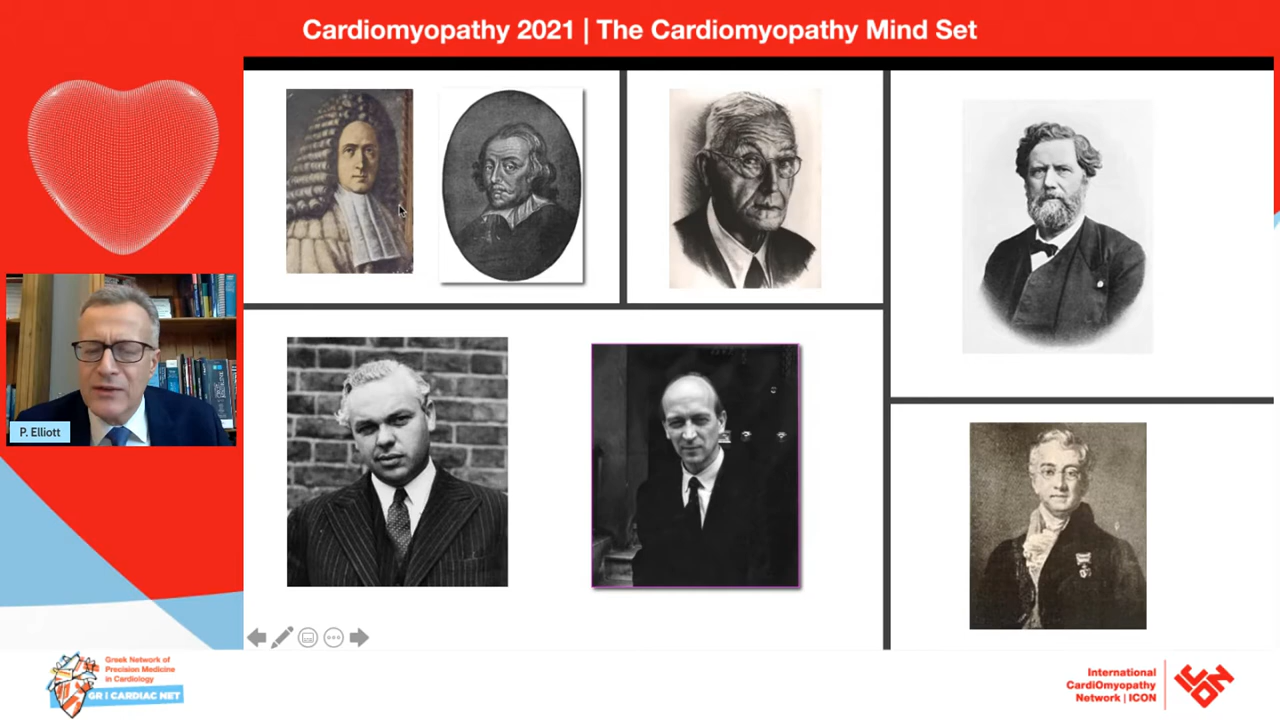 Cardiomyopathy 2021 | The Cardiomyopathy Mind Set
P. Elliott
Greek Network of
Precision Medicine
in Cardiology
GR i CARDIAC NET
International
CardiOmyopathy
Network | ICON
ICON